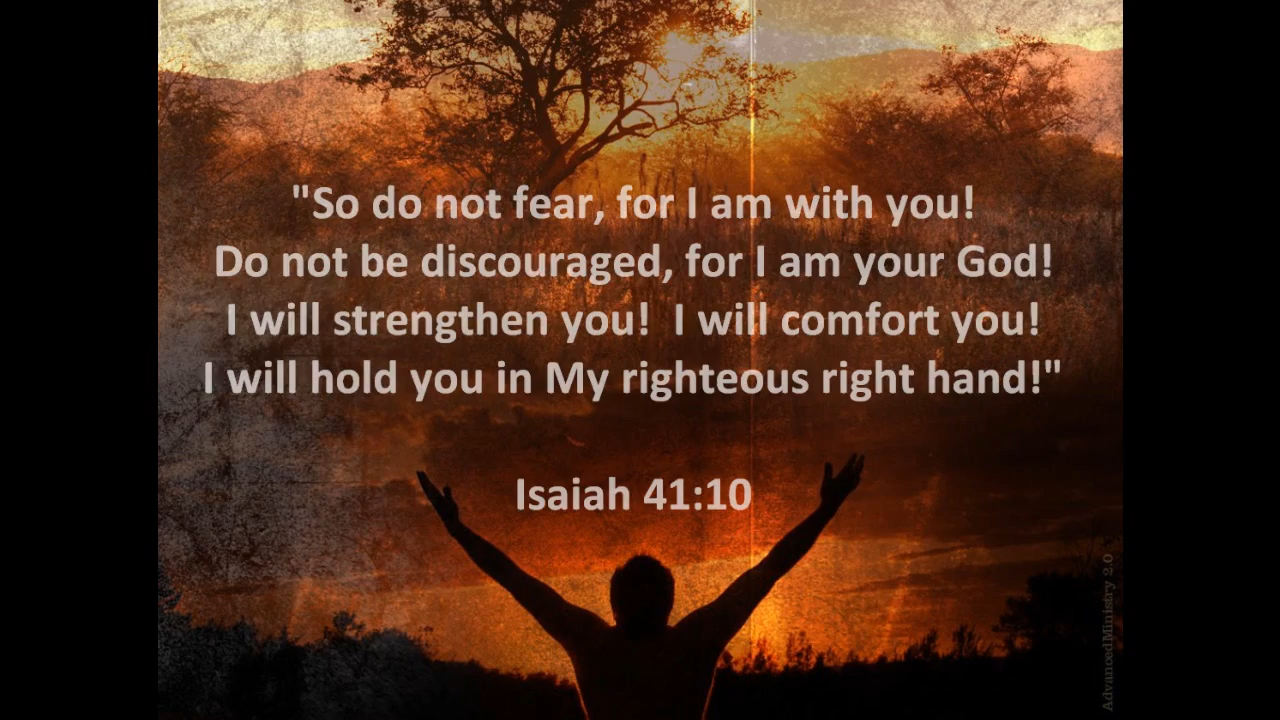 "So do not fear, for I am with you!
Do not be discouraged, for I am your God!
I will strengthen you!  I will comfort you!
I will hold you in My righteous right hand!"
Isaiah 41:10
AdvancedMinistry 2.0